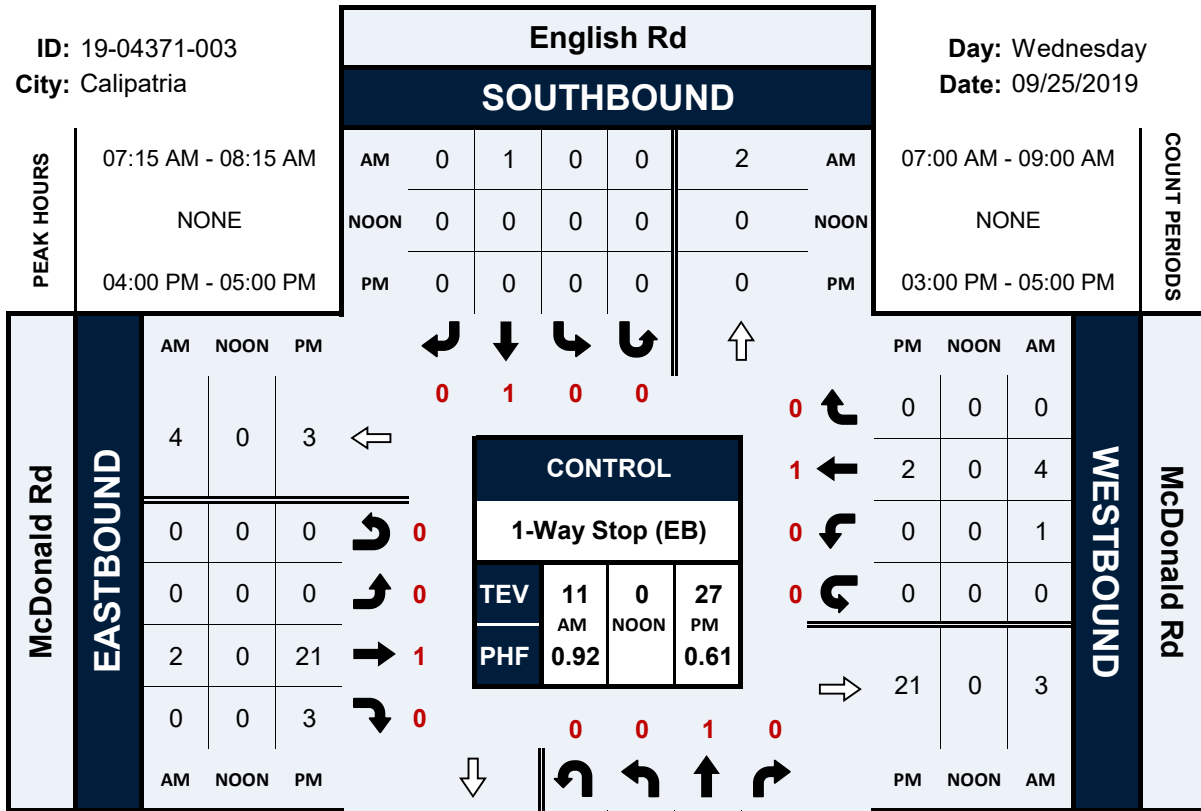 English Rd
ID: 19-04371-003
Day: Wednesday
City: Calipatria
Date: 09/25/2019
SOUTHBOUND
PEAK HOURS
07:15 AM - 08:15 AM
NONE
04:00 PM - 05:00 PM
AM 0 1 0 0 2 AM
NOON 0 0 0 0 0 NOON
PM 0 0 0 0 0 PM
07:00 AM - 09:00 AM
NONE
03:00 PM - 05:00 PM
COUNT PERIODS
0 1 0 0
McDonald Rd
EASTBOUND
AM NOON PM
4 0 3
0 0 0 0
0 0 0 0
2 0 21 1
0 0 3 0
AM NOON PM
CONTROL
1-Way Stop (EB)
TEV 11 0 27
AM NOON PM
PHF 0.92 0.61
PM NOON AM
0 0 0 0
1 2 0 4
0 0 0 1
0 0 0 0
21 0 3
PM NOON AM
WESTBOUND
McDonald Rd
0 0 1 0